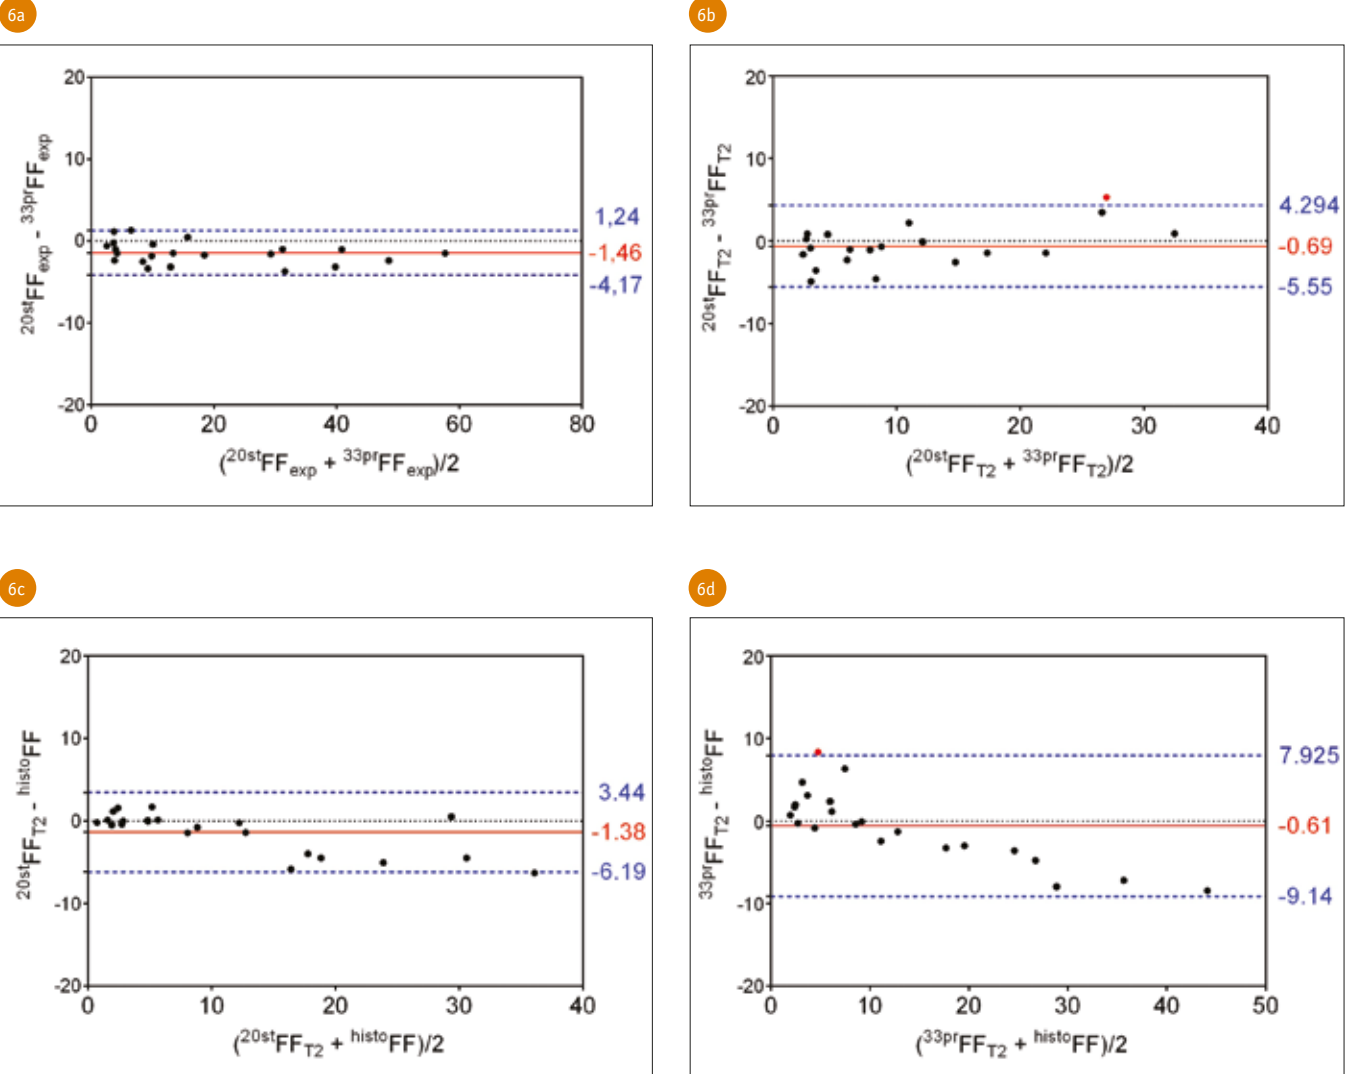 6a
20
10
0
-10
-20
0 20 40 60 80
20stFFexp - 33prFFexp
(20stFFexp + 33prFFexp)/2
1,24
-1,46
-4,17
6b
20
10
0
-10
-20
0 10 20 30 40
20stFFT2 - 33prFFT2
(20stFFT2 + 33prFFT2)/2
4.294
-0.69
-5.55
6c
20
10
0
-10
-20
0 10 20 30 40
20stFFT2 - histoFF
(20stFFT2 + histoFF)/2
3.44
-1.38
-6.19
6d
20
10
0
-10
-20
0 10 20 30 40 50
33prFFT2 - histoFF
(33prFFT2 + histoFF)/2
7.925
-0.61
-9.14